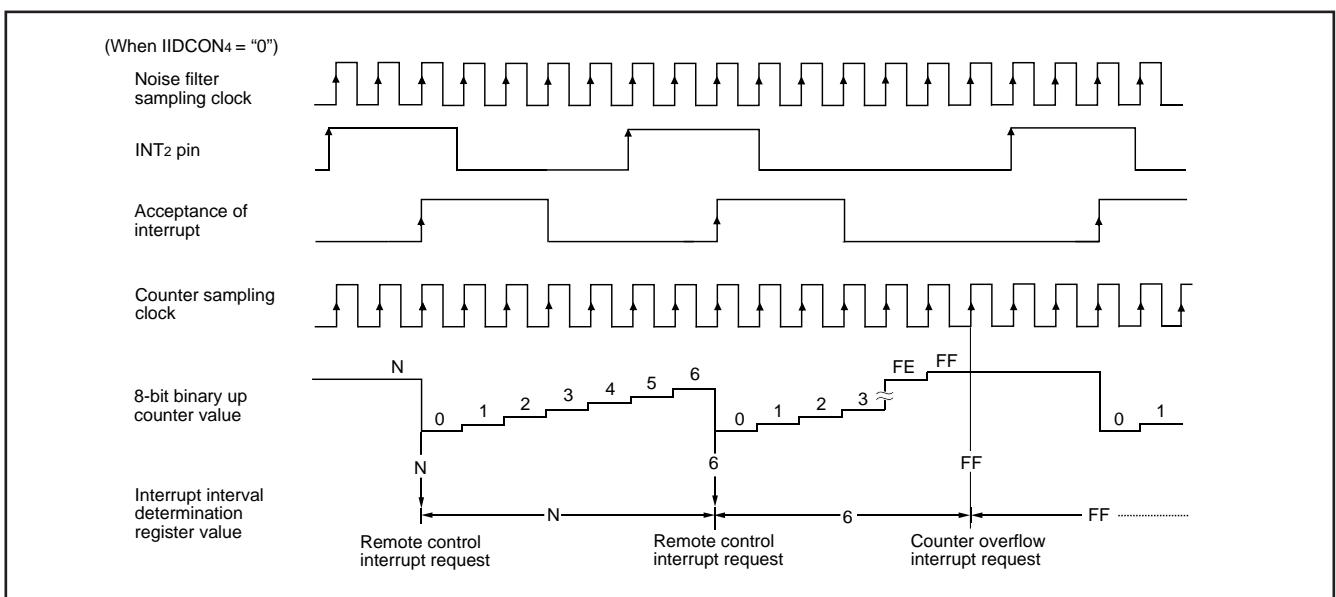 (When IIDCON4 = “0”)
Noise filter
sampling clock
INT2 pin
Acceptance of
interrupt
Counter sampling
clock
8-bit binary up
counter value
N
0
1
2
3
4
5
6
0
1
2
3
FE
FF
0
1
N
6
FF
Interrupt interval
determination
register value
N
6
FF
Remote control
interrupt request
Remote control
interrupt request
Counter overflow
interrupt request